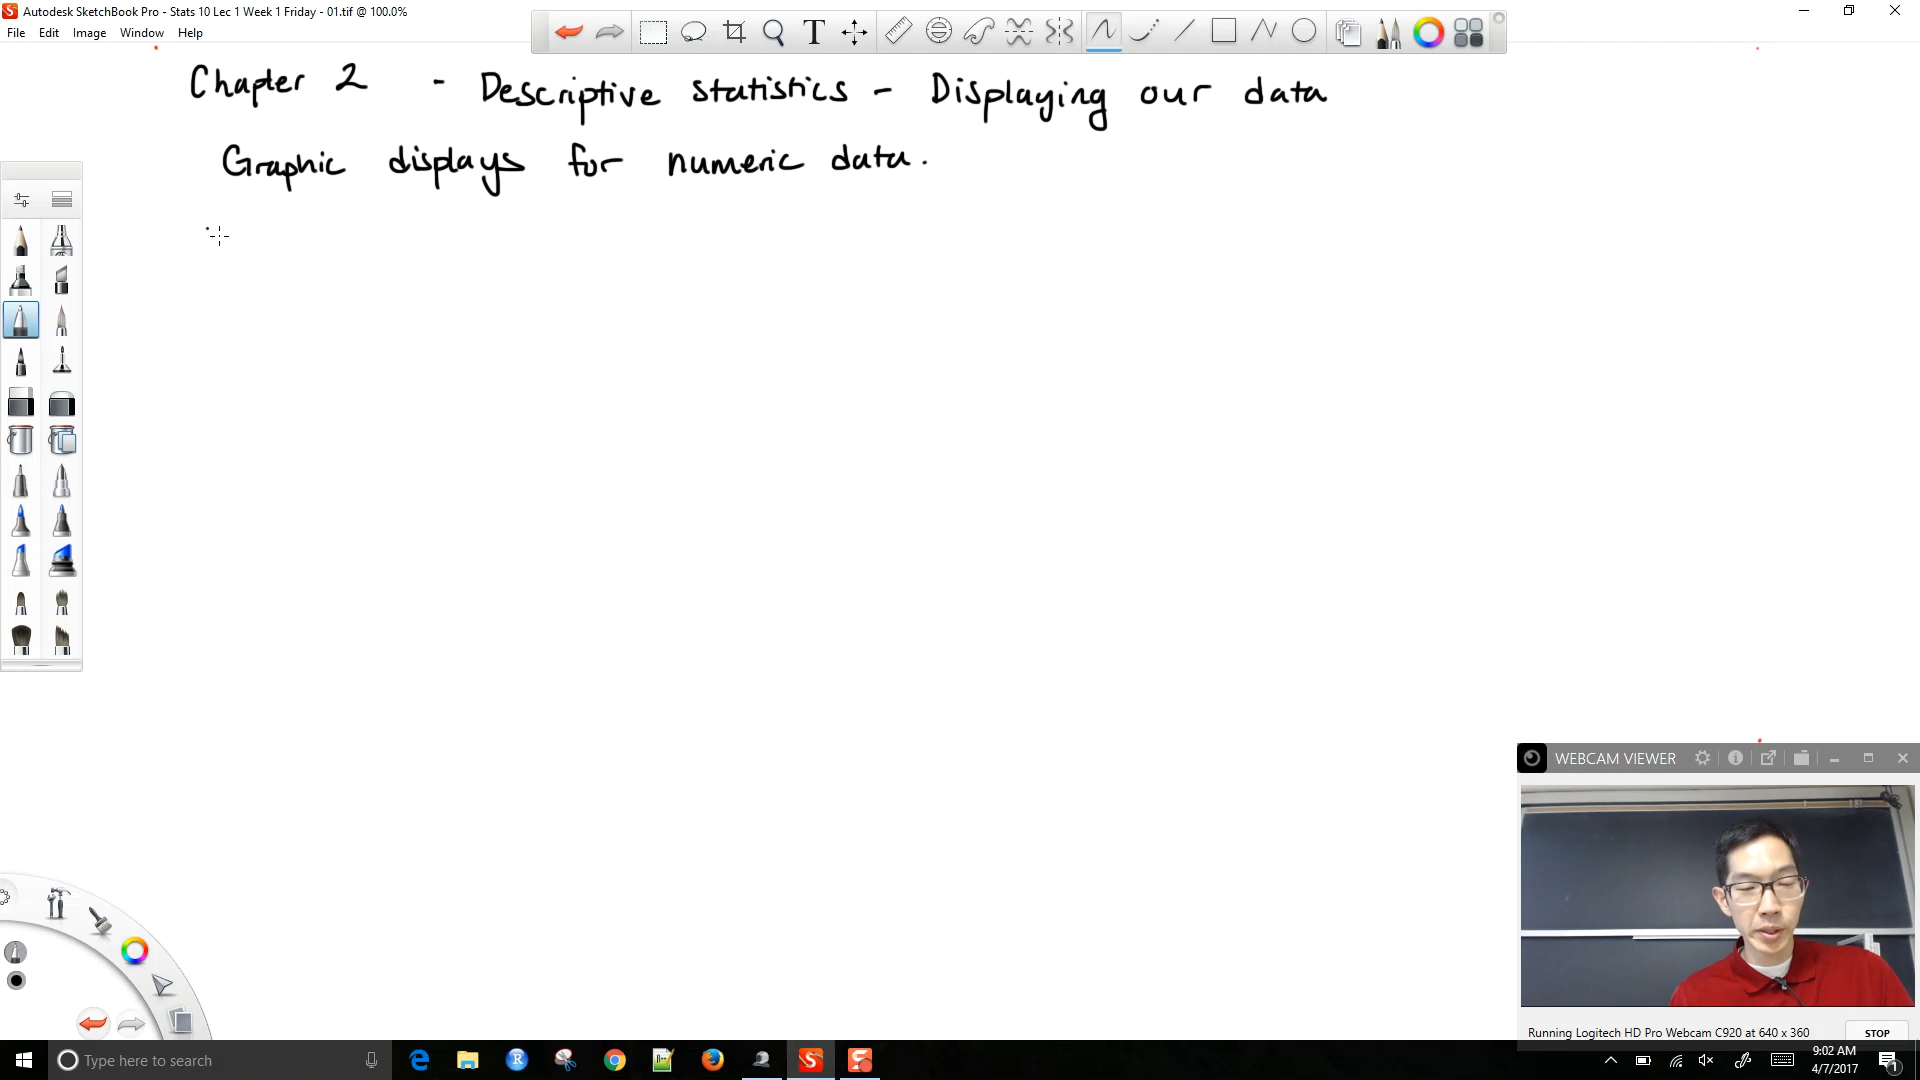 Autodesk SketchBook Pro - Stats 10 Lec 1 Week 1 Friday - 01.tif @ 100.0%
File Edit Image Window Help
T
Chapter 2 - Descriptive statistics - Displaying our data
Graphic displays for numeric data.
WEBCAM VIEWER
Running Logitech HD Pro Webcam C920 at 640 x 360
STOP
Type here to search
9:02 AM
4/7/2017